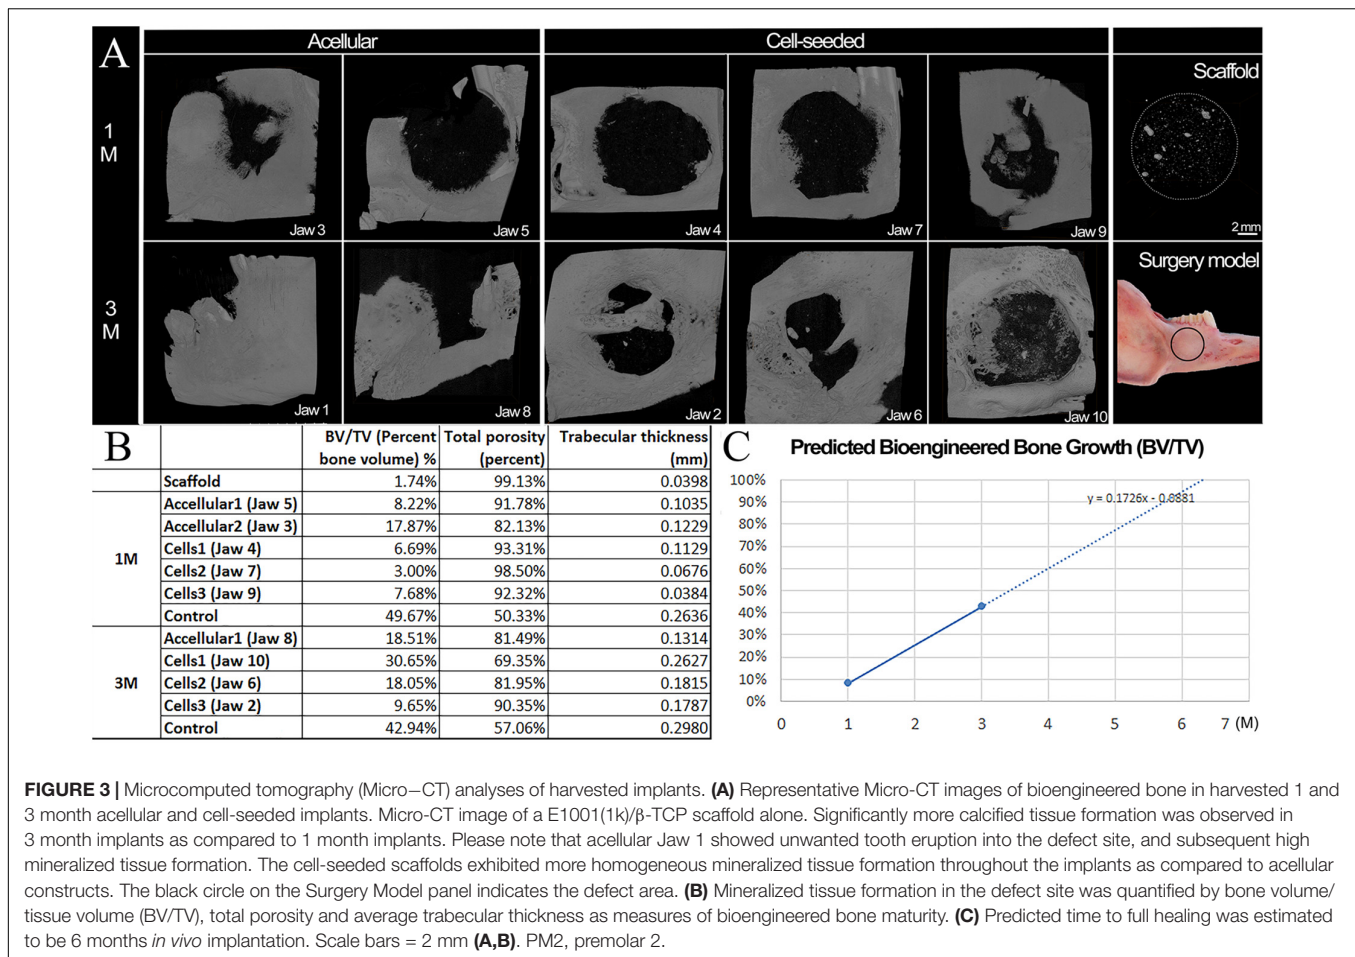 A
Acellular
Cell-seeded
1
M
Jaw 3
Jaw 5
Jaw 4
Jaw 7
Jaw 9
Scaffold
2 mm
3
M
Jaw 1
Jaw 8
Jaw 2
Jaw 6
Jaw 10
Surgery model
B
BV/TV (Percent bone volume) % Total porosity (percent) Trabecular thickness (mm)
Scaffold 1.74% 99.13% 0.0398
1M
Accellular1 (Jaw 5) 8.22% 91.78% 0.1035
Accellular2 (Jaw 3) 17.87% 82.13% 0.1229
Cells1 (Jaw 4) 6.69% 93.31% 0.1129
Cells2 (Jaw 7) 3.00% 98.50% 0.0676
Cells3 (Jaw 9) 7.68% 92.32% 0.0384
Control 49.67% 50.33% 0.2636
3M
Accellular1 (Jaw 8) 18.51% 81.49% 0.1314
Cells1 (Jaw 10) 30.65% 69.35% 0.2627
Cells2 (Jaw 6) 18.05% 81.95% 0.1815
Cells3 (Jaw 2) 9.65% 90.35% 0.1787
Control 42.94% 57.06% 0.2980
C
Predicted Bioengineered Bone Growth (BV/TV)
100%
90%
80%
70%
60%
50%
40%
30%
20%
10%
0%
y = 0.1726x - 0.0881
0 1 2 3 4 5 6 7 (M)
FIGURE 3 | Microcomputed tomography (Micro−CT) analyses of harvested implants. (A) Representative Micro-CT images of bioengineered bone in harvested 1 and
3 month acellular and cell-seeded implants. Micro-CT image of a E1001(1k)/β-TCP scaffold alone. Significantly more calcified tissue formation was observed in
3 month implants as compared to 1 month implants. Please note that acellular Jaw 1 showed unwanted tooth eruption into the defect site, and subsequent high
mineralized tissue formation. The cell-seeded scaffolds exhibited more homogeneous mineralized tissue formation throughout the implants as compared to acellular
constructs. The black circle on the Surgery Model panel indicates the defect area. (B) Mineralized tissue formation in the defect site was quantified by bone volume/
tissue volume (BV/TV), total porosity and average trabecular thickness as measures of bioengineered bone maturity. (C) Predicted time to full healing was estimated
to be 6 months in vivo implantation. Scale bars = 2 mm (A,B). PM2, premolar 2.